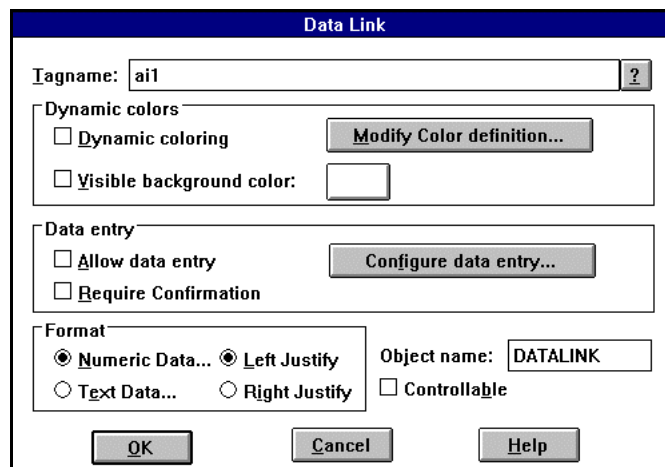 Data Link
Tagname: ai1 ?
Dynamic colors
Dynamic coloring Modify Color definition...
Visible background color:
Data entry
Allow data entry Configure data entry...
Require Confirmation
Format
Numeric Data... Left Justify Object name: DATALINK
Text Data... Right Justify Controllable
OK Cancel Help